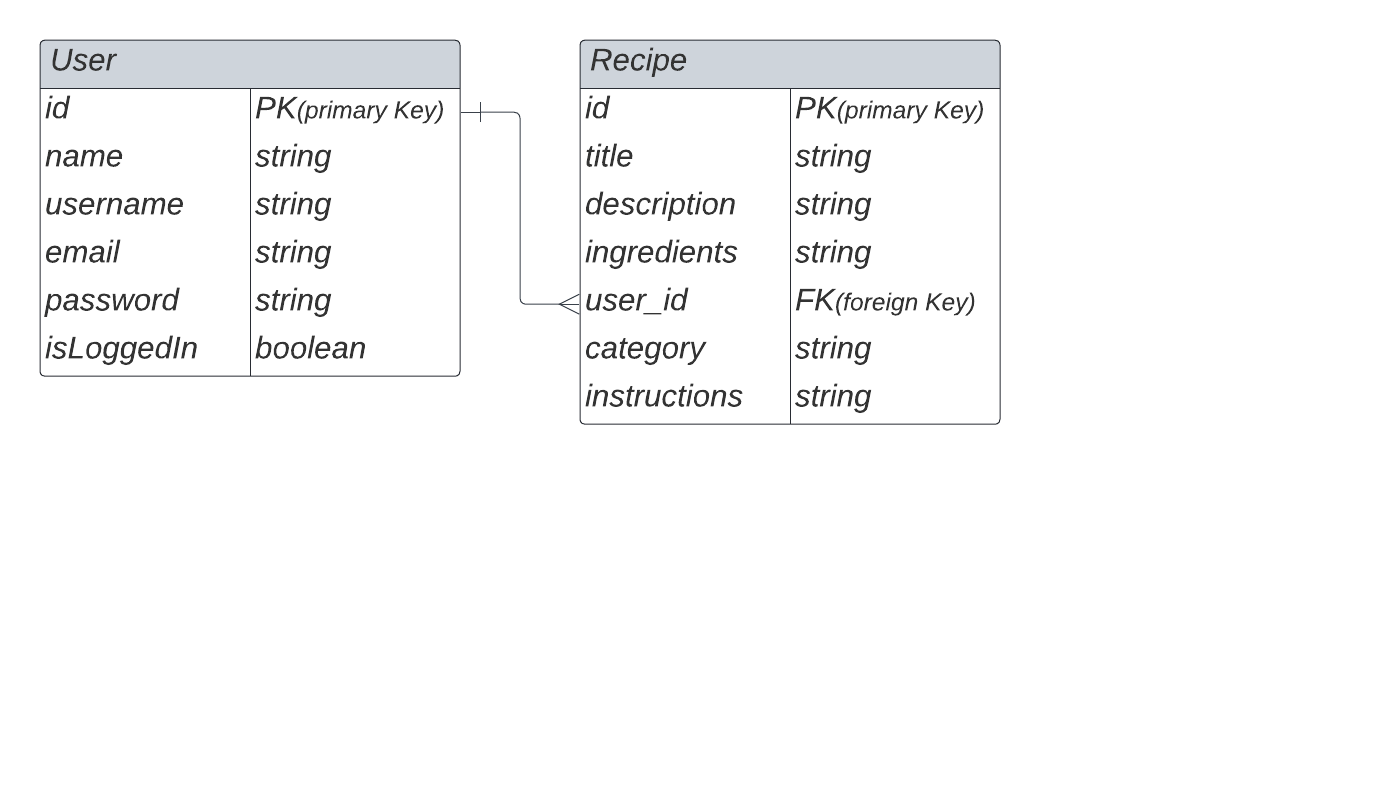 User
id PK(primary Key)
name string
username string
email string
password string
isLoggedIn boolean
Recipe
id PK(primary Key)
title string
description string
ingredients string
user_id FK(foreign Key)
category string
instructions string